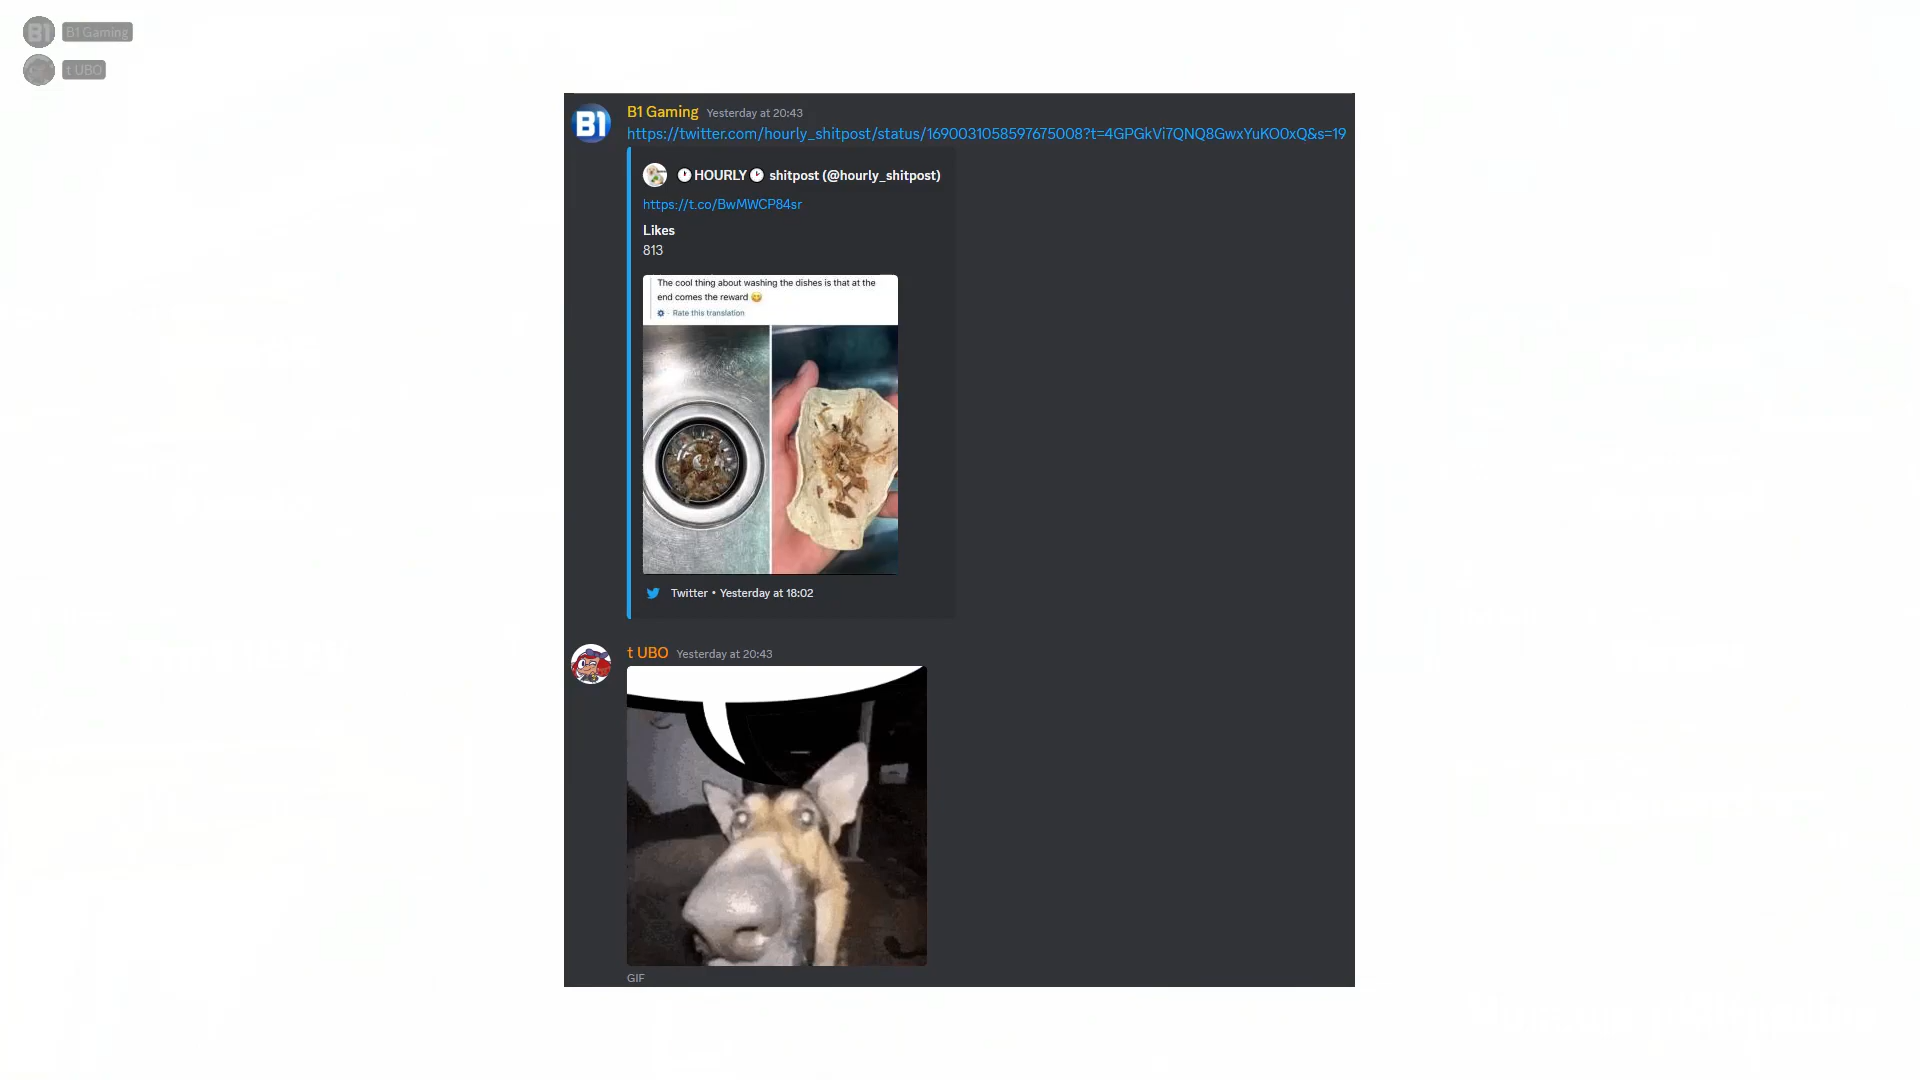 B1 B1 Gaming
t UBO
B1 B1 Gaming Yesterday at 20:43
https://twitter.com/hourly_shitpost/status/1690031058597675008?t=4GPGkVi7QNQ8GwxYuKO0xQ&s=19
🕐HOURLY🕑 shitpost (@hourly_shitpost)
https://t.co/BwMWCP84sr
Likes
813
The cool thing about washing the dishes is that at the
end comes the reward 😋
· Rate this translation
Twitter • Yesterday at 18:02
t UBO Yesterday at 20:43
GIF